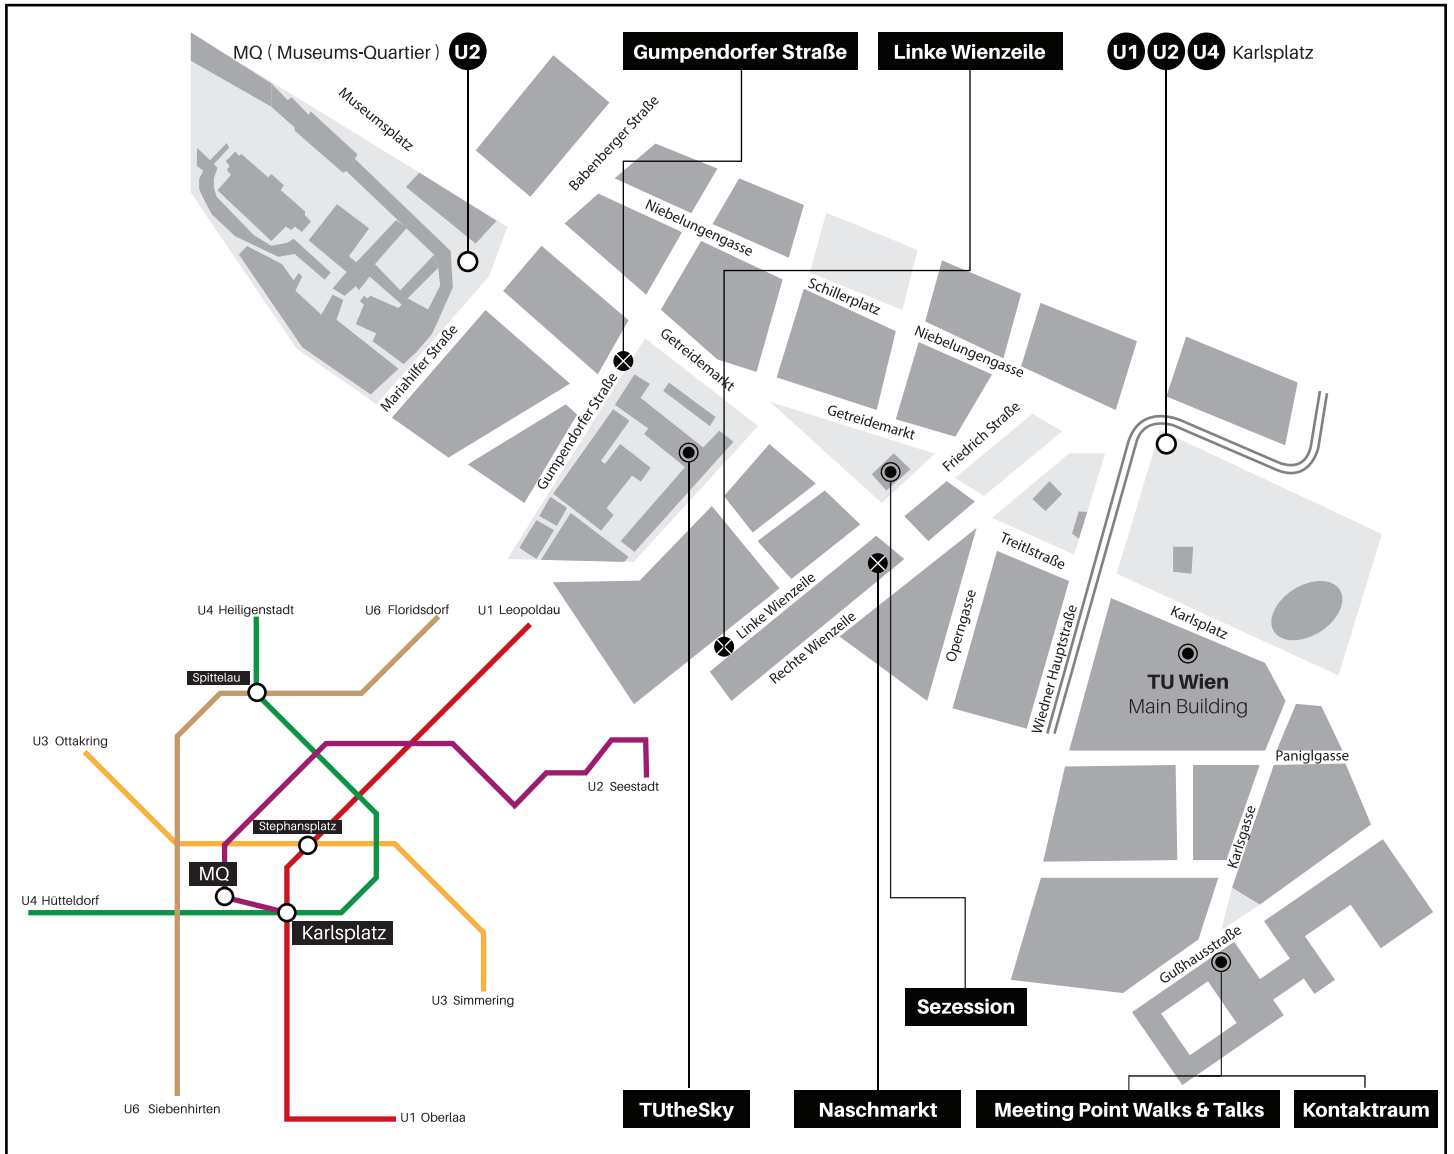 MQ ( Museums-Quartier ) U2
Gumpendorfer Straße
Linke Wienzeile
U1 U2 U4 Karlsplatz
Museumsplatz
Babenberger Straße
Niebelungengasse
Schillerplatz
Niebelungengasse
Mariahilfer Straße
Getreidemarkt
Gumpendorfer Straße
Getreidemarkt
Friedrich Straße
Treitlstraße
Linke Wienzeile
Rechte Wienzeile
Operngasse
Wiedner Hauptstraße
Karlsplatz
TU Wien
Main Building
Paniglgasse
Karlsgasse
Gußhausstraße
U4 Heiligenstadt
U6 Floridsdorf
U1 Leopoldau
Spittelau
U3 Ottakring
U2 Seestadt
Stephansplatz
MQ
U4 Hütteldorf
Karlsplatz
U3 Simmering
U6 Siebenhirten
U1 Oberlaa
Sezession
TUtheSky
Naschmarkt
Meeting Point Walks & Talks
Kontaktraum